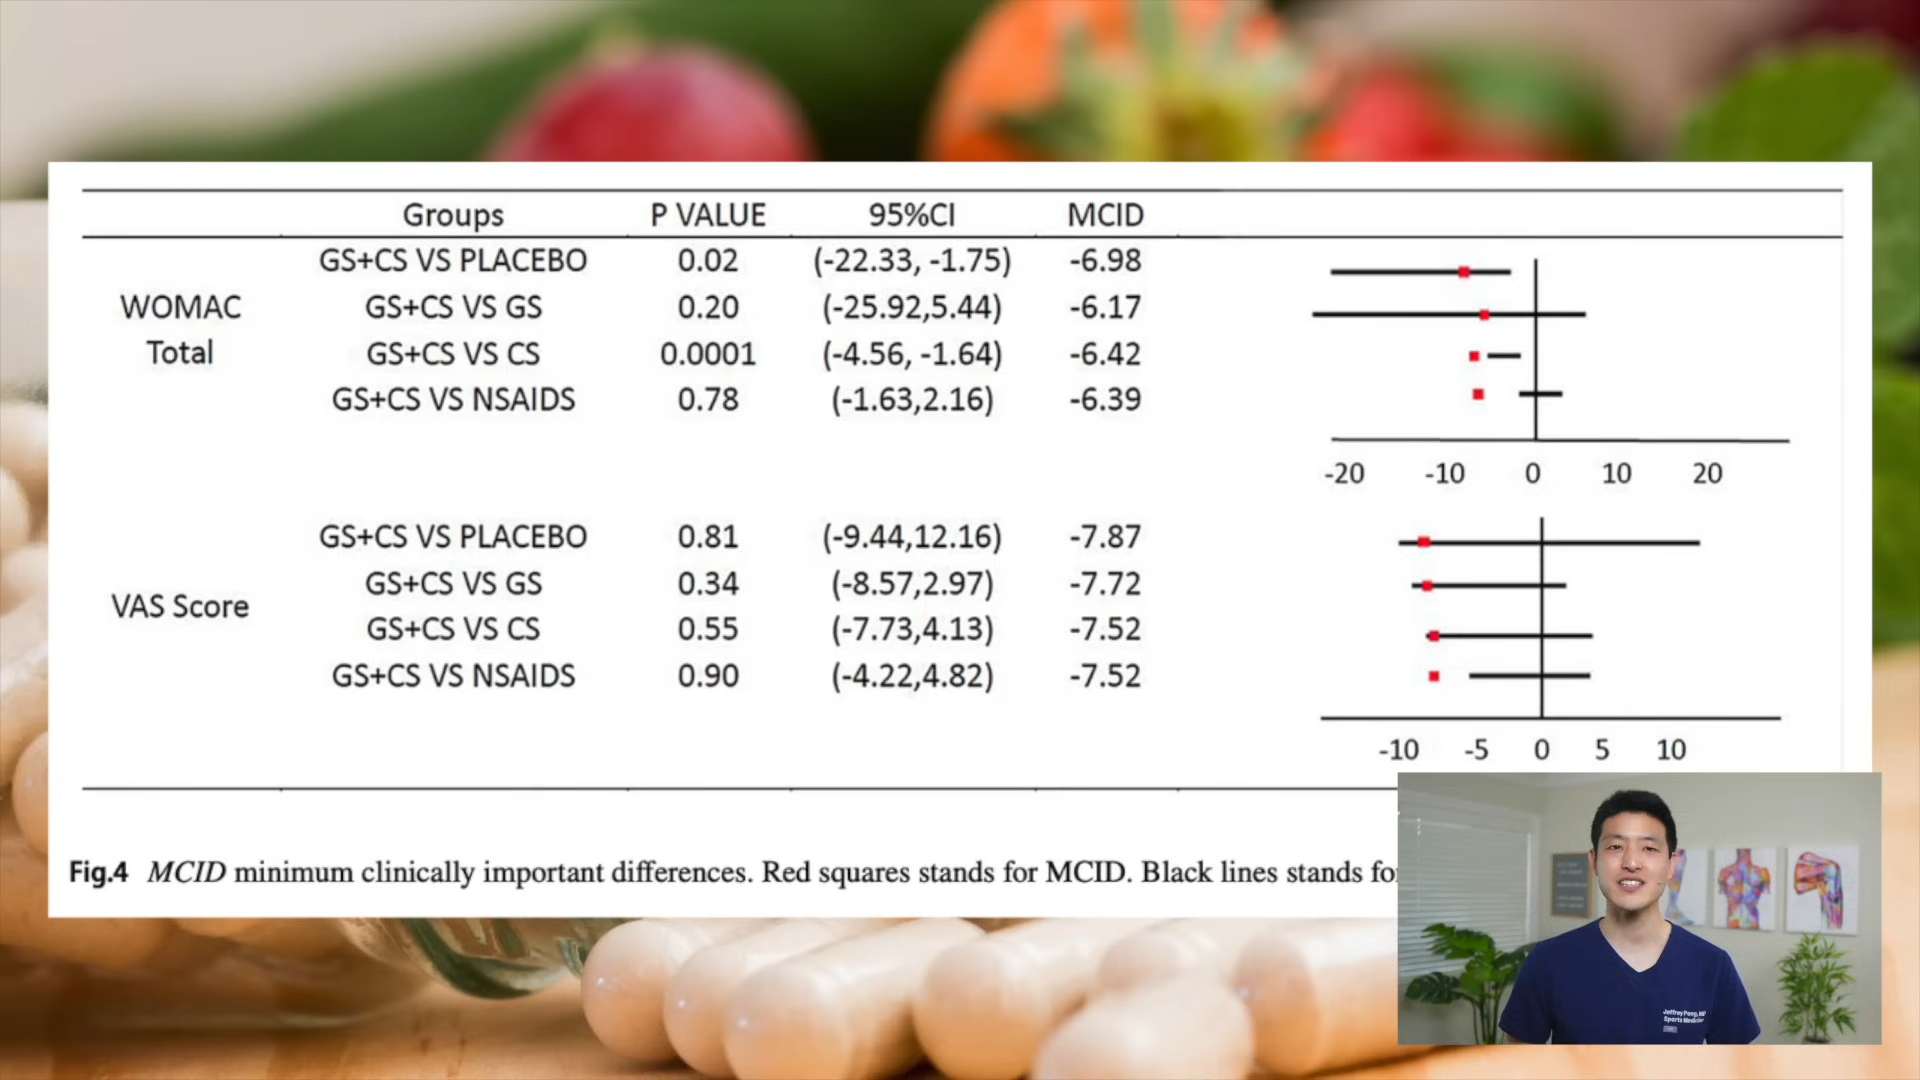 Groups P VALUE 95%CI MCID
GS+CS VS PLACEBO 0.02 (-22.33, -1.75) -6.98
WOMAC GS+CS VS GS 0.20 (-25.92,5.44) -6.17
Total GS+CS VS CS 0.0001 (-4.56, -1.64) -6.42
GS+CS VS NSAIDS 0.78 (-1.63,2.16) -6.39
-20 -10 0 10 20
GS+CS VS PLACEBO 0.81 (-9.44,12.16) -7.87
GS+CS VS GS 0.34 (-8.57,2.97) -7.72
VAS Score
GS+CS VS CS 0.55 (-7.73,4.13) -7.52
GS+CS VS NSAIDS 0.90 (-4.22,4.82) -7.52
-10 -5 0 5 10
Fig.4 MCID minimum clinically important differences. Red squares stands for MCID. Black lines stands for
Jeffrey Peng, MD
Sports Medicine